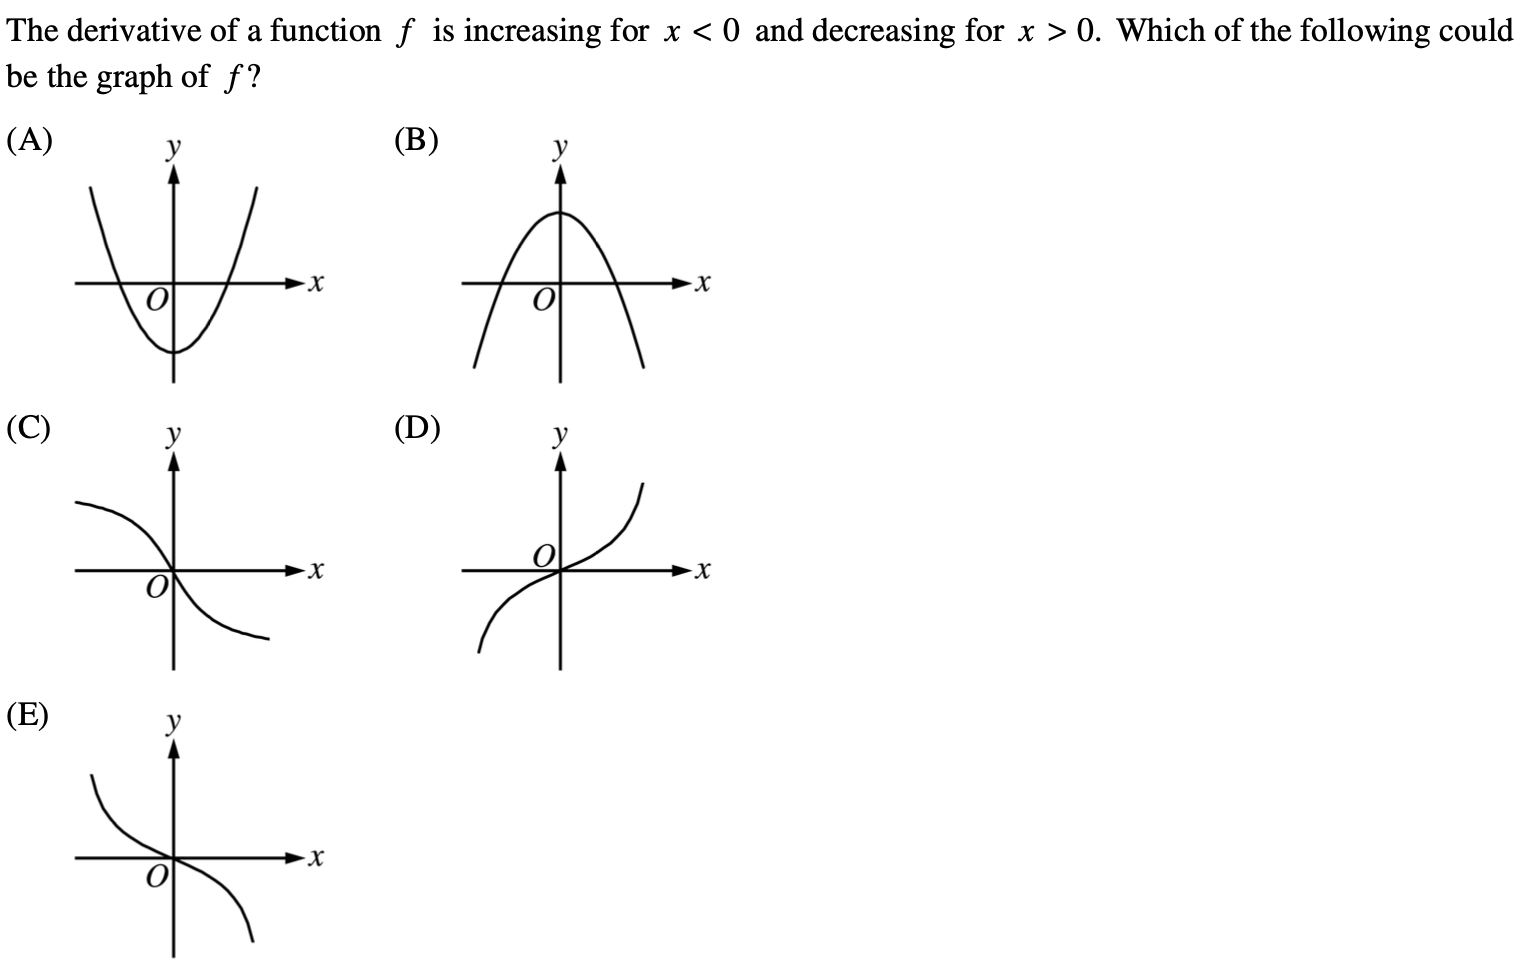 The derivative of a function f is increasing for x < 0 and decreasing for x > 0. Which of the following could
be the graph of f?
(A) y (B) y
O x O x
(C) y (D) y
O x O x
(E) y
O x